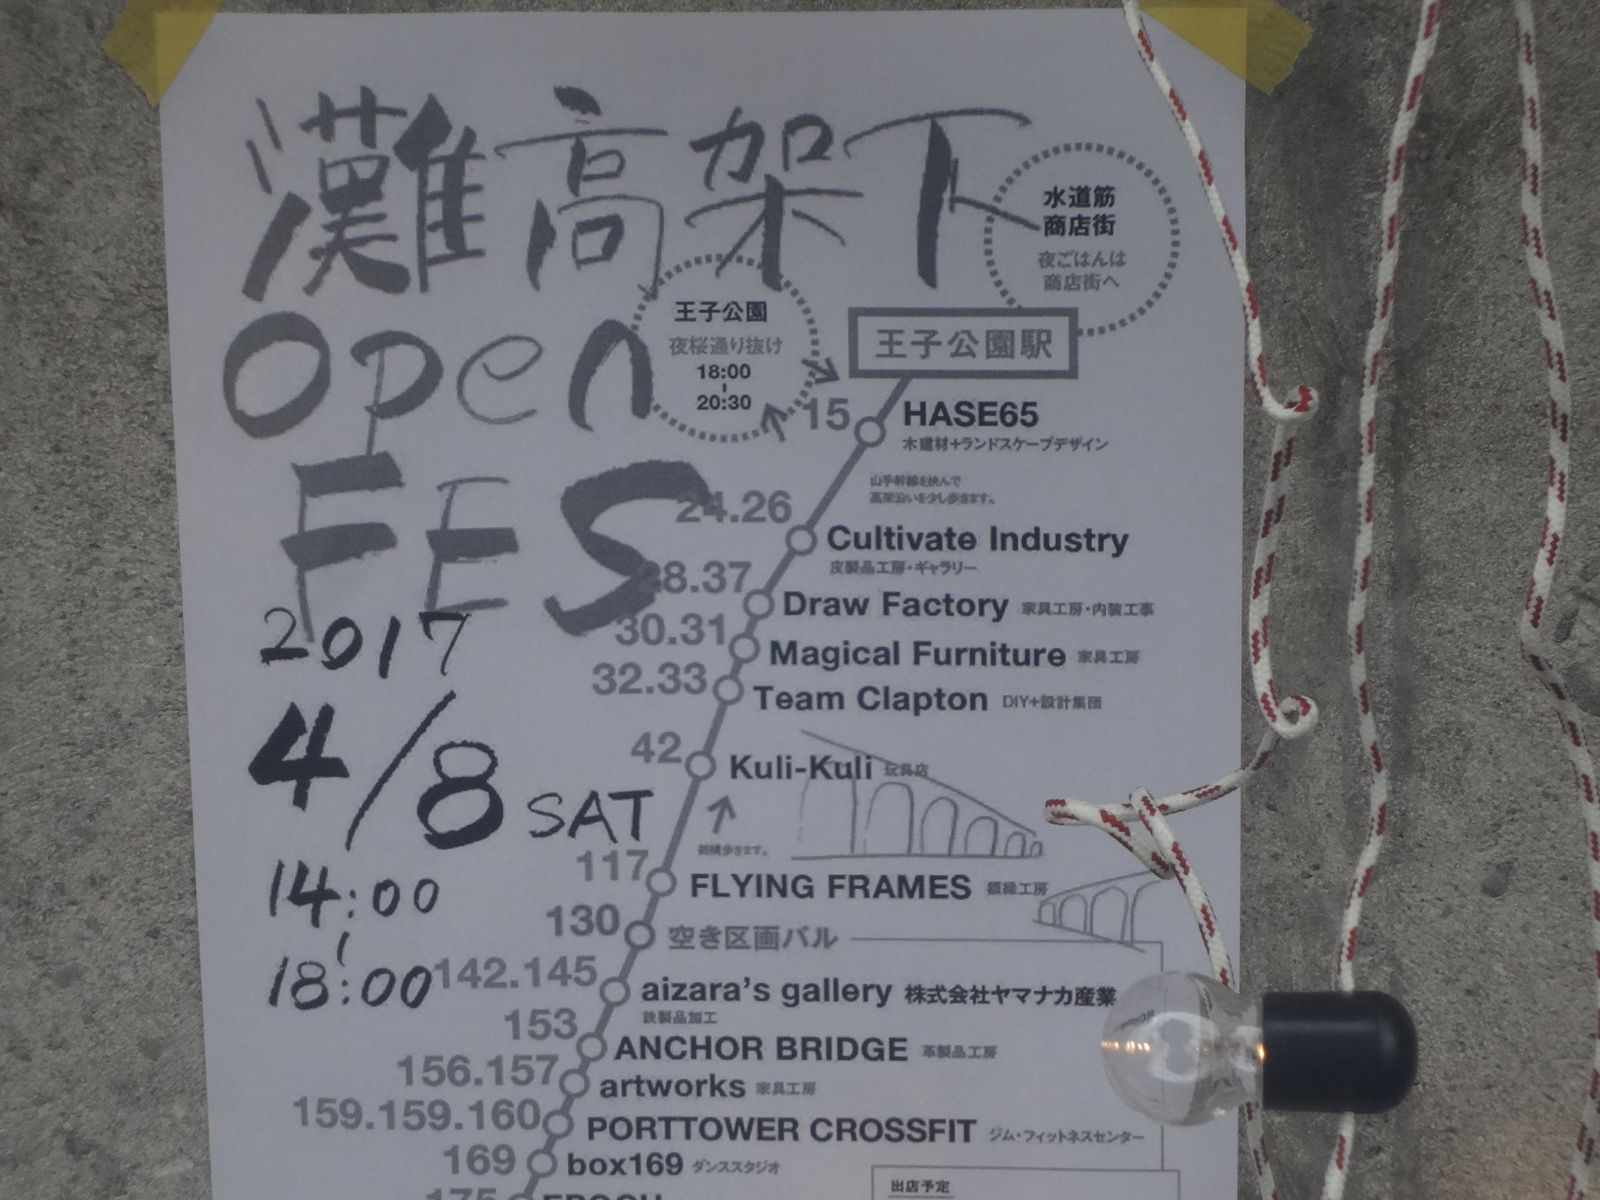 灘高架下
open
FES
2017
4/8 SAT
14:00
18:00
水道筋
商店街
夜ごはんは
商店街へ
王子公園
夜桜通り抜け
18:00
20:30
王子公園駅
15 HASE65
木建材+ランドスケープデザイン
山手幹線を挟んで
高架沿いを少し歩きます。
24.26 Cultivate Industry
皮製品工房・ギャラリー
28.37 Draw Factory 家具工房・内装工事
30.31 Magical Furniture 家具工房
32.33 Team Clapton DIY+設計集団
42 Kuli-Kuli 玩具店
結構歩きます。
117 FLYING FRAMES 額縁工房
130 空き区画バル
142.145 aizara's gallery 株式会社ヤマナカ産業
鉄製品加工
153 ANCHOR BRIDGE 革製品工房
156.157 artworks 家具工房
159.159.160 PORTTOWER CROSSFIT ジム・フィットネスセンター
169 box169 ダンススタジオ
出店予定
175 EPOCH